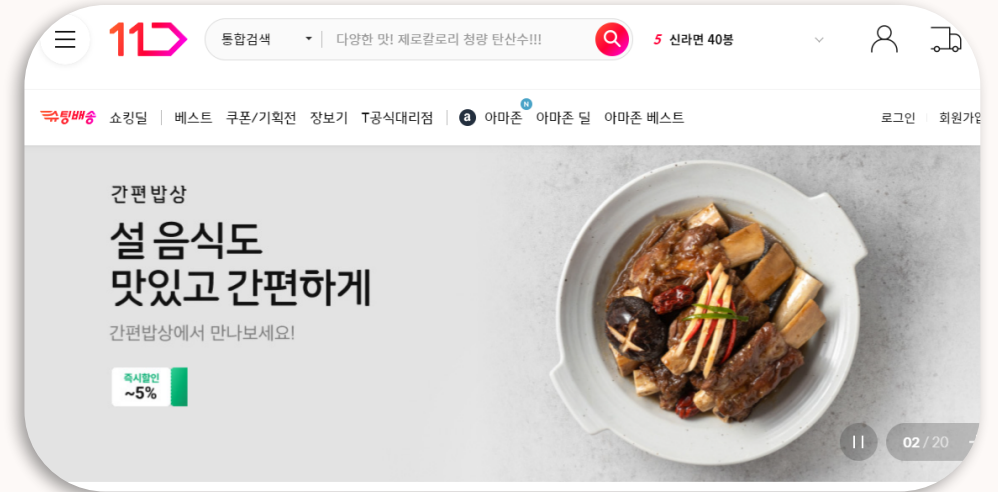 11
통합검색 다양한 맛! 제로칼로리 청량 탄산수!!! 5 신라면 40봉
슈팅배송 쇼킹딜 베스트 쿠폰/기획전 장보기 T공식대리점 a 아마존 N 아마존 딜 아마존 베스트 로그인 회원가입
간편밥상
설 음식도
맛있고 간편하게
간편밥상에서 만나보세요!
즉시할인
~5%
02 / 20